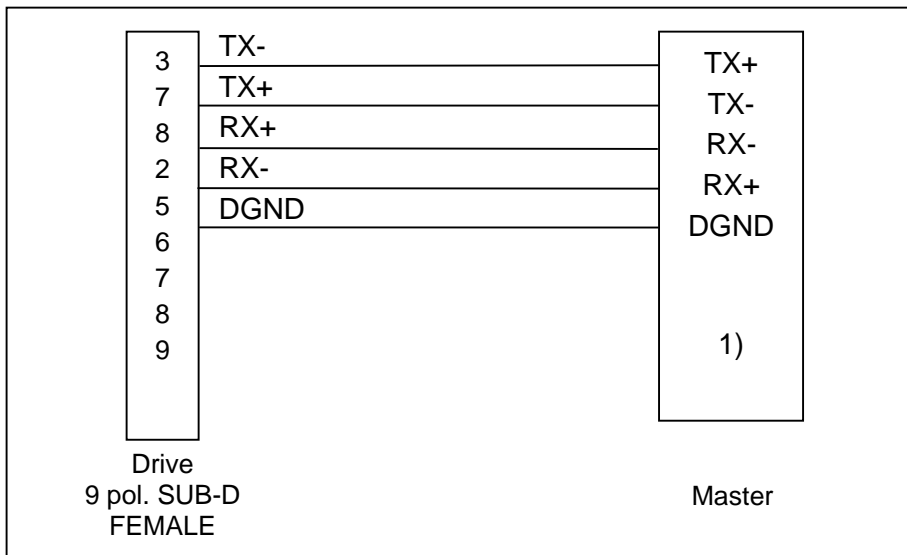 3 TX- TX+
7 TX+ TX-
8 RX+ RX-
2 RX- RX+
5 DGND DGND
6
7
8
9 1)
Drive
9 pol. SUB-D Master
FEMALE